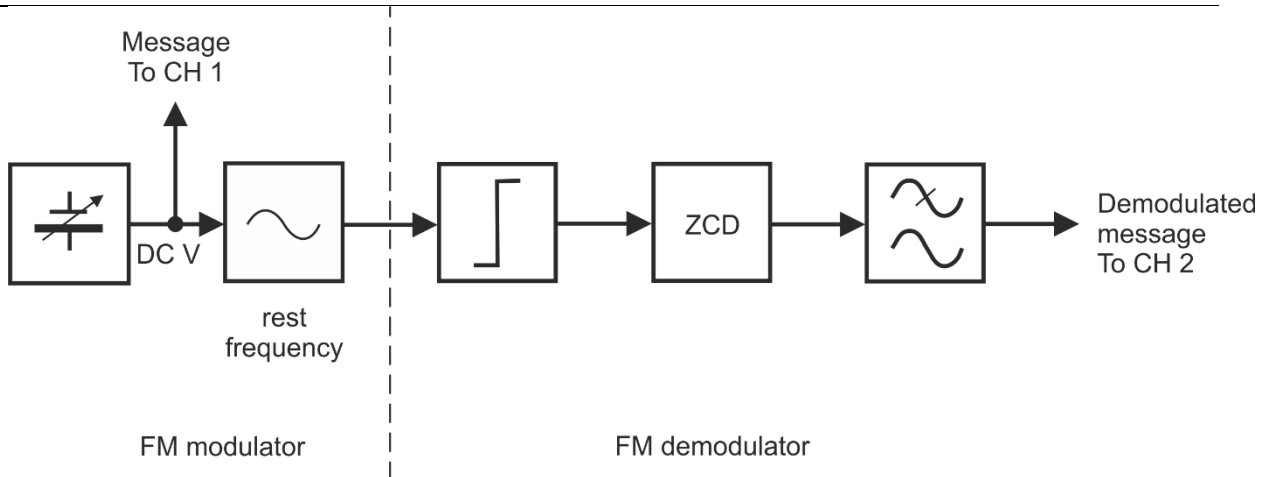 Message
To CH 1
DC V
rest
frequency
FM modulator
ZCD
Demodulated
message
To CH 2
FM demodulator